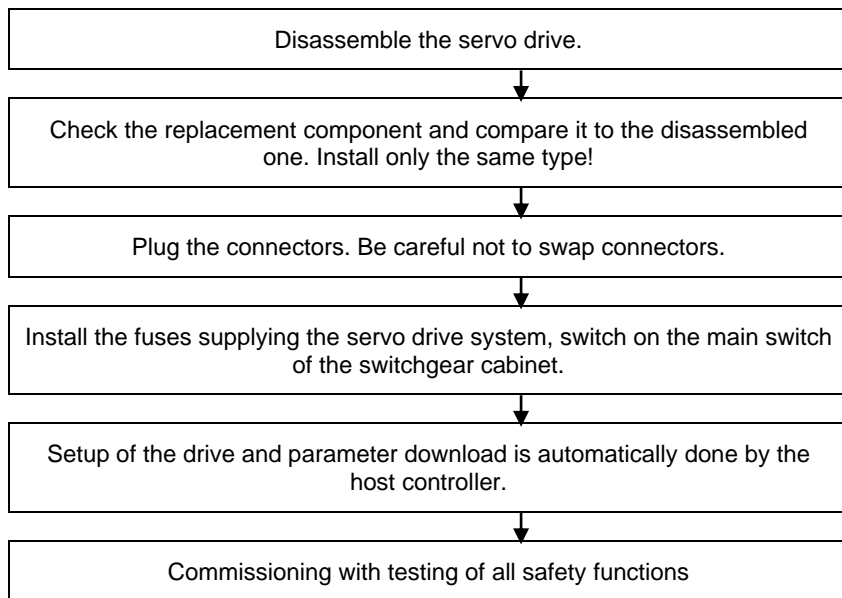 Disassemble the servo drive.
Check the replacement component and compare it to the disassembled
one. Install only the same type!
Plug the connectors. Be careful not to swap connectors.
Install the fuses supplying the servo drive system, switch on the main switch
of the switchgear cabinet.
Setup of the drive and parameter download is automatically done by the
host controller.
Commissioning with testing of all safety functions